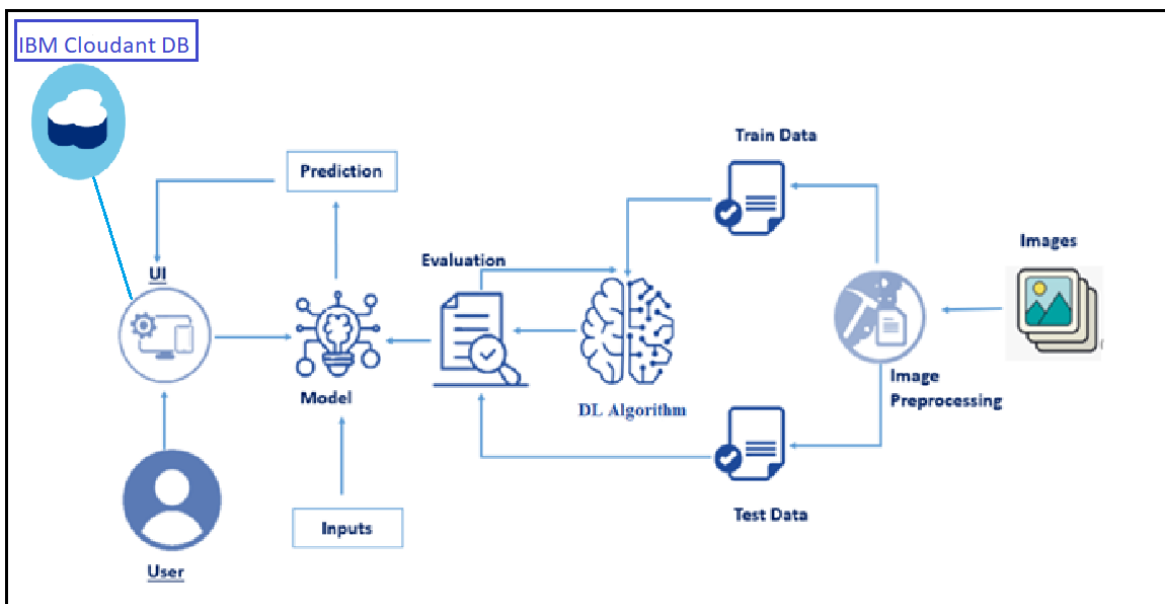 IBM Cloudant DB
Train Data
Prediction
Images
Evaluation
UI
Model
DL Algorithm
Image
Preprocessing
Test Data
Inputs
User